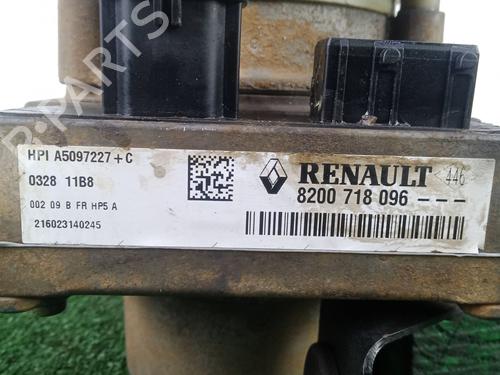 B-PARTS
HPI A5097227+C
0328 11B8
002 09 B FR HP5 A
216023140245
RENAULT 446
8200 718 096 ---